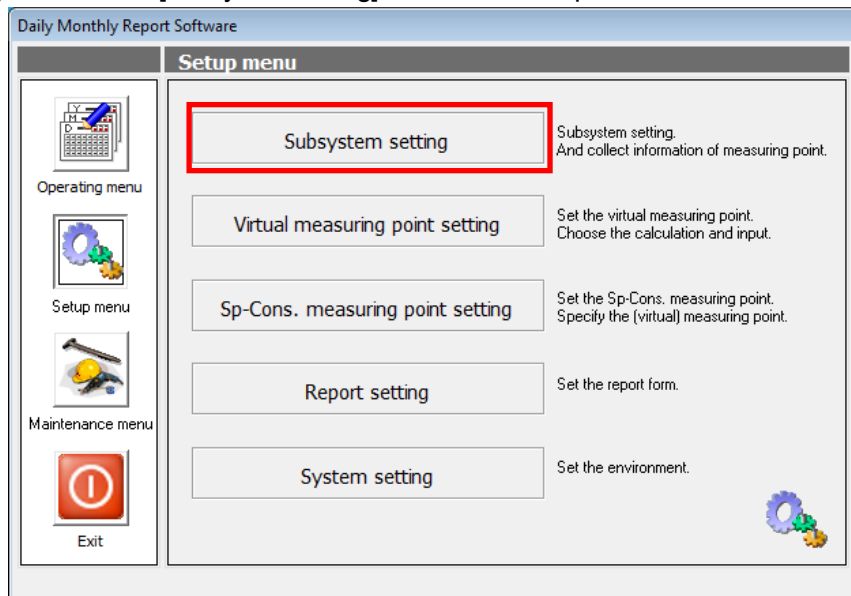 Daily Monthly Report Software
Setup menu
Y
M
D
Operating menu
Setup menu
Maintenance menu
Exit
Subsystem setting
Subsystem setting.
And collect information of measuring point.
Virtual measuring point setting
Set the virtual measuring point.
Choose the calculation and input.
Sp-Cons. measuring point setting
Set the Sp-Cons. measuring point.
Specify the (virtual) measuring point.
Report setting
Set the report form.
System setting
Set the environment.